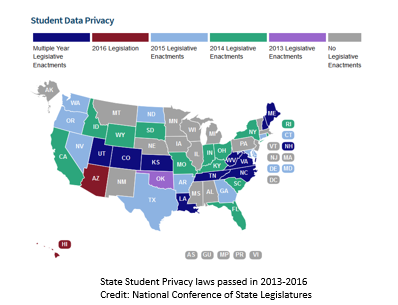 Student Data Privacy
Multiple Year
Legislative
Enactments
2016 Legislation
2015 Legislative
Enactments
2014 Legislative
Enactments
2013 Legislative
Enactments
No
Legislative
Enactments
AK
WA
OR
CA
NV
ID
MT
WY
UT
AZ
CO
NM
ND
SD
NE
KS
OK
TX
MN
IA
MO
AR
LA
WI
IL
MS
MI
IN
KY
TN
AL
OH
WV
VA
NC
SC
GA
FL
PA
NY
ME
RI
CT
VT NH
NJ MA
DE MD
DC
HI
AS GU MP PR VI
State Student Privacy laws passed in 2013-2016
Credit: National Conference of State Legislatures